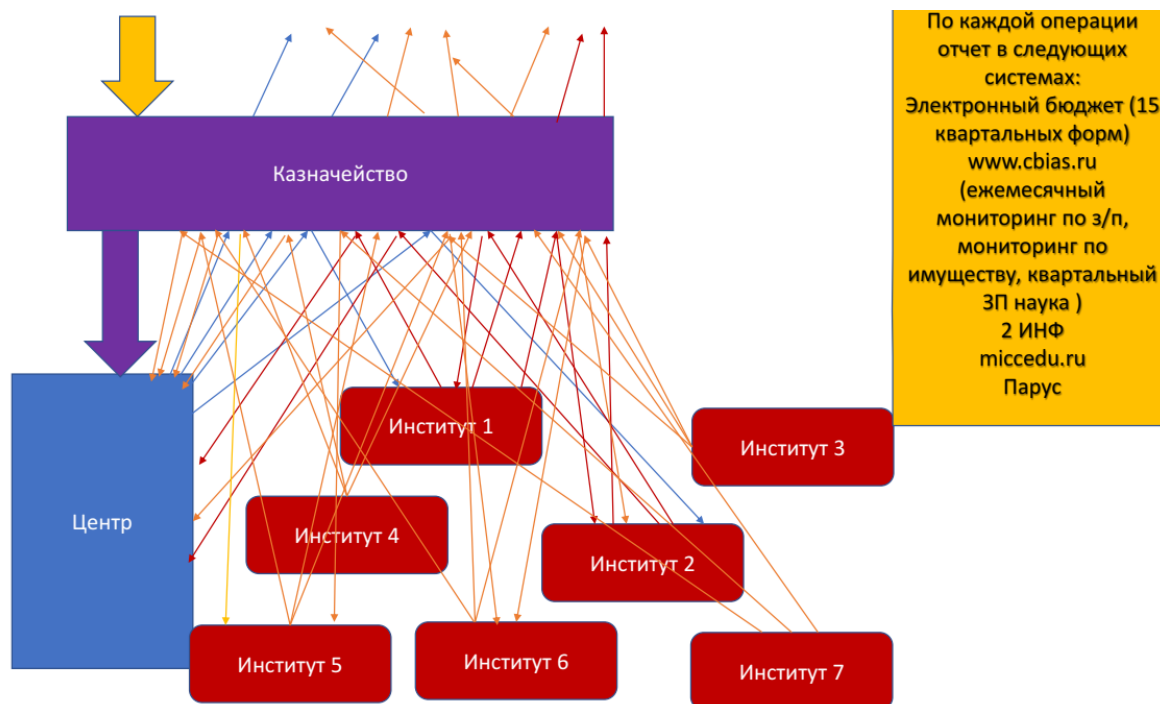 По каждой операции
отчет в следующих
системах:
Электронный бюджет (15
квартальных форм)
www.cbias.ru
(ежемесячный
мониторинг по з/п,
мониторинг по
имуществу, квартальный
ЗП наука )
2 ИНФ
miccedu.ru
Парус
Казначейство
Центр
Институт 1
Институт 3
Институт 4
Институт 2
Институт 5
Институт 6
Институт 7